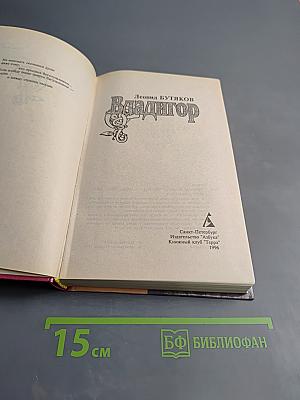 Леонид БУТЯКОВ
Владигор
Санкт-Петербург
Издательство "Азбука"
Книжный клуб "Терра"
1996
15 см
БФ БИБЛИОФАН